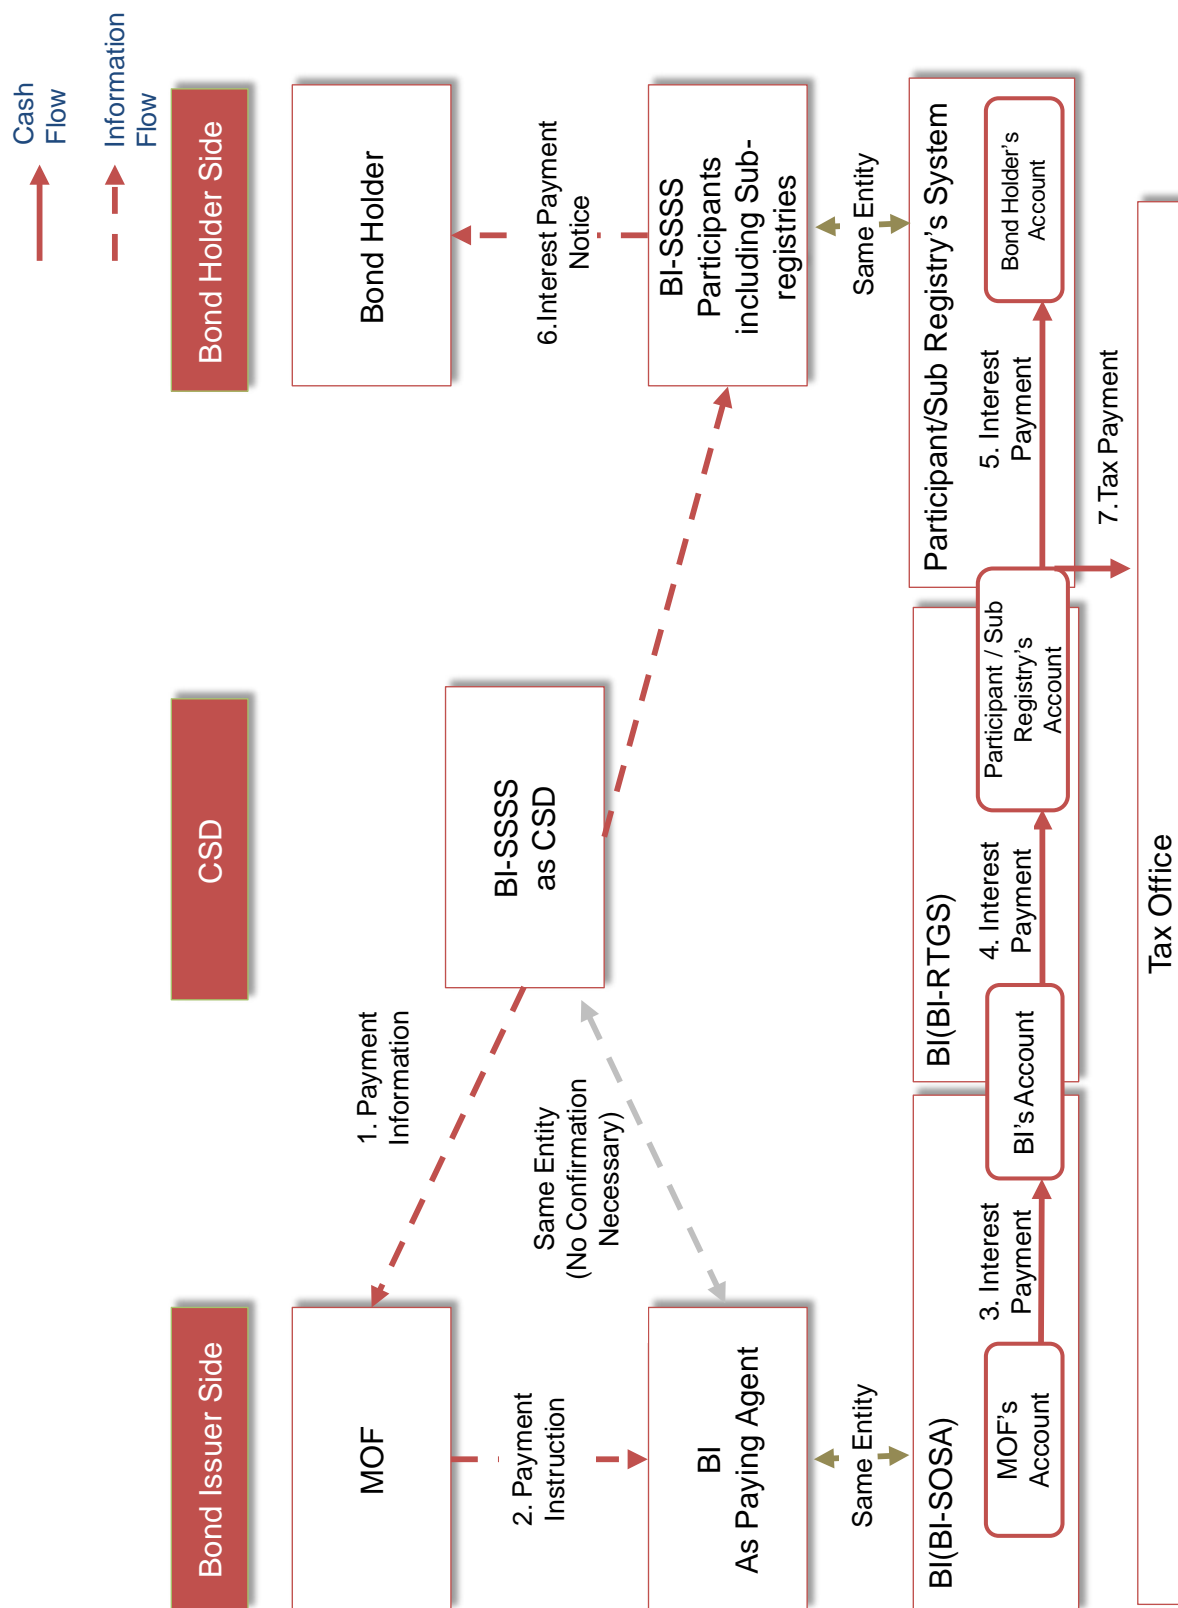 Cash
Flow
Information
Flow
Bond Issuer Side
CSD
Bond Holder Side
MOF
Bond Holder
1. Payment
Information
BI-SSSS
as CSD
2. Payment
Instruction
Same Entity
(No Confirmation
Necessary)
6.Interest Payment
Notice
BI
As Paying Agent
BI-SSSS
Participants
including Sub-
registries
Same Entity
Same Entity
BI(BI-SOSA)
BI(BI-RTGS)
Participant/Sub Registry’s System
MOF’s
Account
3. Interest
Payment
BI’s Account
4. Interest
Payment
Participant / Sub
Registry’s
Account
5. Interest
Payment
Bond Holder’s
Account
7.Tax Payment
Tax Office